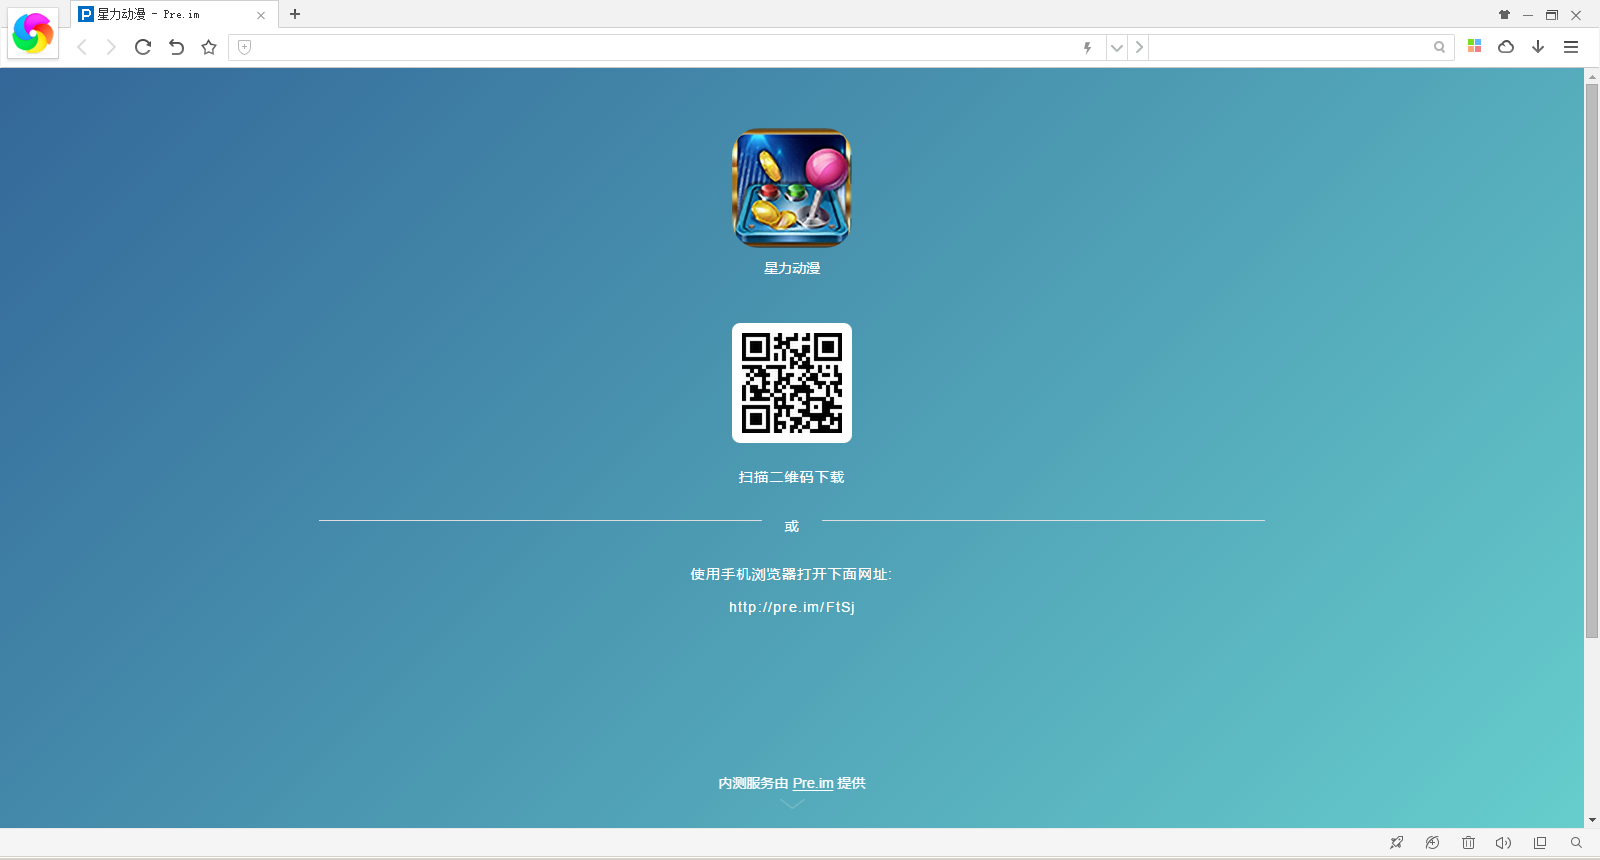 星力动漫 - Pre.im
星力动漫
扫描二维码下载
或
使用手机浏览器打开下面网址:
http://pre.im/FtSj
内测服务由 Pre.im 提供